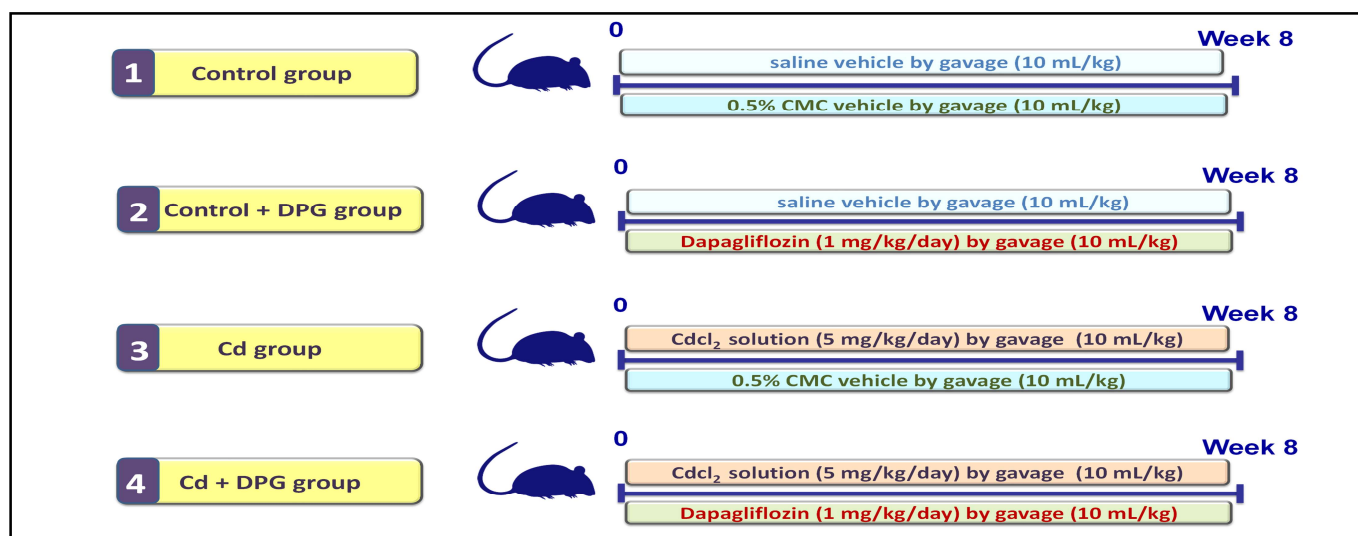 0
Week 8
1 Control group
saline vehicle by gavage (10 mL/kg)
0.5% CMC vehicle by gavage (10 mL/kg)
0
Week 8
2 Control + DPG group
saline vehicle by gavage (10 mL/kg)
Dapagliflozin (1 mg/kg/day) by gavage (10 mL/kg)
0
Week 8
3 Cd group
Cdcl₂ solution (5 mg/kg/day) by gavage (10 mL/kg)
0.5% CMC vehicle by gavage (10 mL/kg)
0
Week 8
4 Cd + DPG group
Cdcl₂ solution (5 mg/kg/day) by gavage (10 mL/kg)
Dapagliflozin (1 mg/kg/day) by gavage (10 mL/kg)